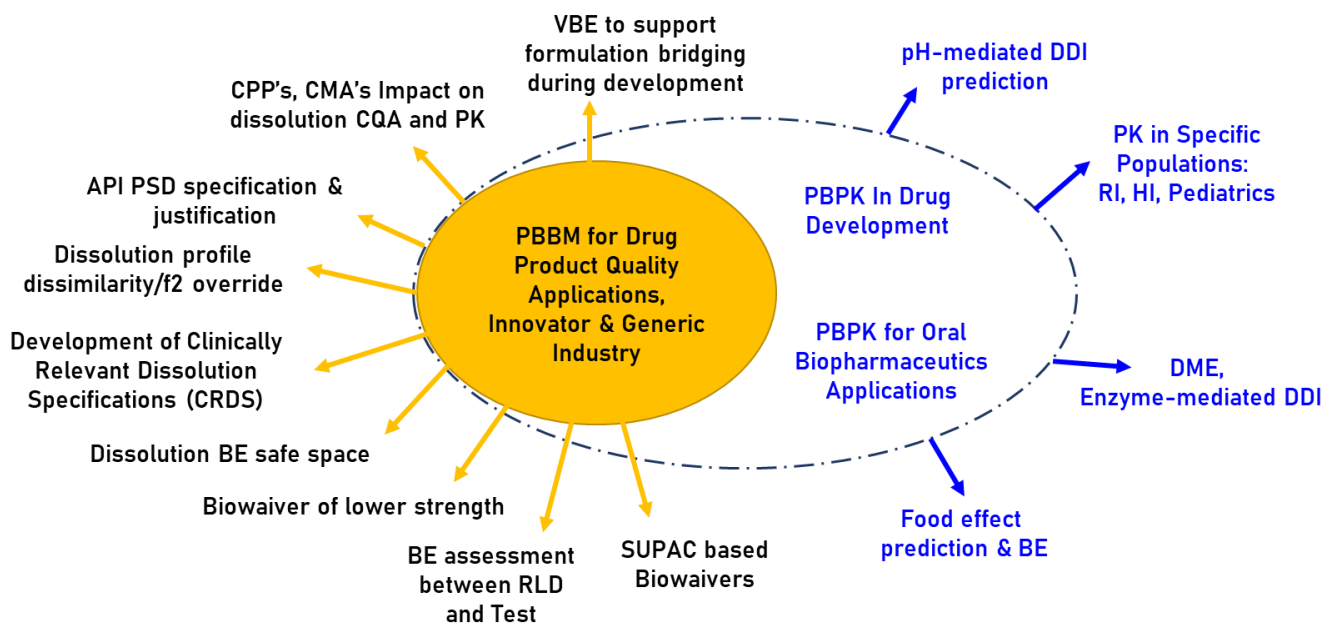 VBE to support
formulation bridging
during development
CPP's, CMA's Impact on
dissolution CQA and PK
API PSD specification &
justification
Dissolution profile
dissimilarity/f2 override
Development of Clinically
Relevant Dissolution
Specifications (CRDS)
Dissolution BE safe space
Biowaiver of lower strength
BE assessment
between RLD
and Test
SUPAC based
Biowaivers
PBBM for Drug
Product Quality
Applications,
Innovator & Generic
Industry
PBPK In Drug
Development
PBPK for Oral
Biopharmaceutics
Applications
pH-mediated DDI
prediction
PK in Specific
Populations:
RI, HI, Pediatrics
DME,
Enzyme-mediated DDI
Food effect
prediction & BE